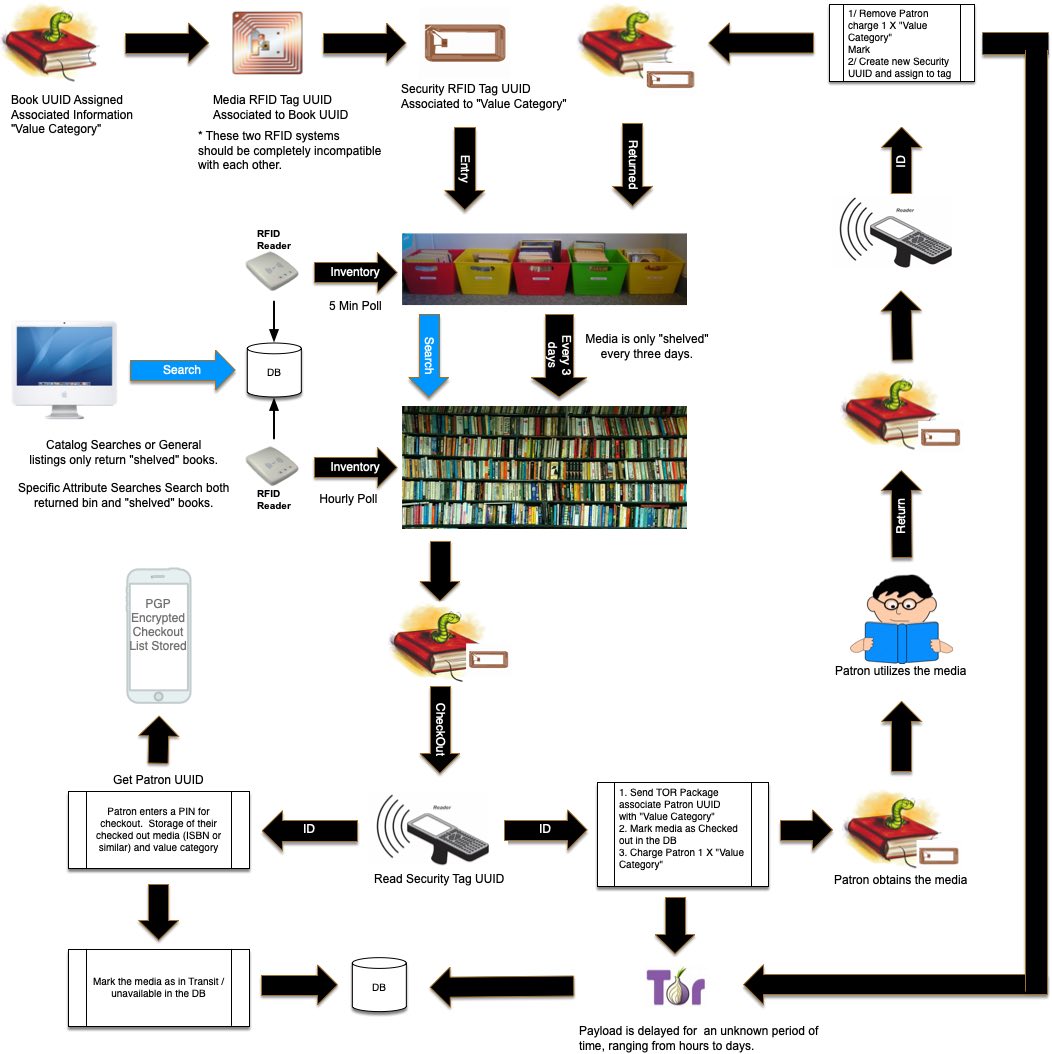 Book UUID Assigned
Associated Information
"Value Category"
Media RFID Tag UUID
Associated to Book UUID
* These two RFID systems
should be completely incompatible
with each other.
Security RFID Tag UUID
Associated to "Value Category"
1/ Remove Patron
charge 1 X "Value
Category"
Mark
2/ Create new Security
UUID and assign to tag
Entry
Returned
ID
Reader
RFID
Reader
Inventory
5 Min Poll
Search
Every 3
days
Media is only "shelved"
every three days.
Search
DB
Catalog Searches or General
listings only return "shelved" books.
Specific Attribute Searches Search both
returned bin and "shelved" books.
Inventory
Hourly Poll
RFID
Reader
Return
PGP
Encrypted
Checkout
List Stored
Patron utilizes the media
CheckOut
Get Patron UUID
Patron enters a PIN for
checkout. Storage of their
checked out media (ISBN or
similar) and value category
ID
Reader
Read Security Tag UUID
ID
1. Send TOR Package
associate Patron UUID
with "Value Category"
2. Mark media as Checked
out in the DB
3. Charge Patron 1 X "Value
Category"
Patron obtains the media
Mark the media as in Transit /
unavailable in the DB
DB
Tor
Payload is delayed for an unknown period of
time, ranging from hours to days.